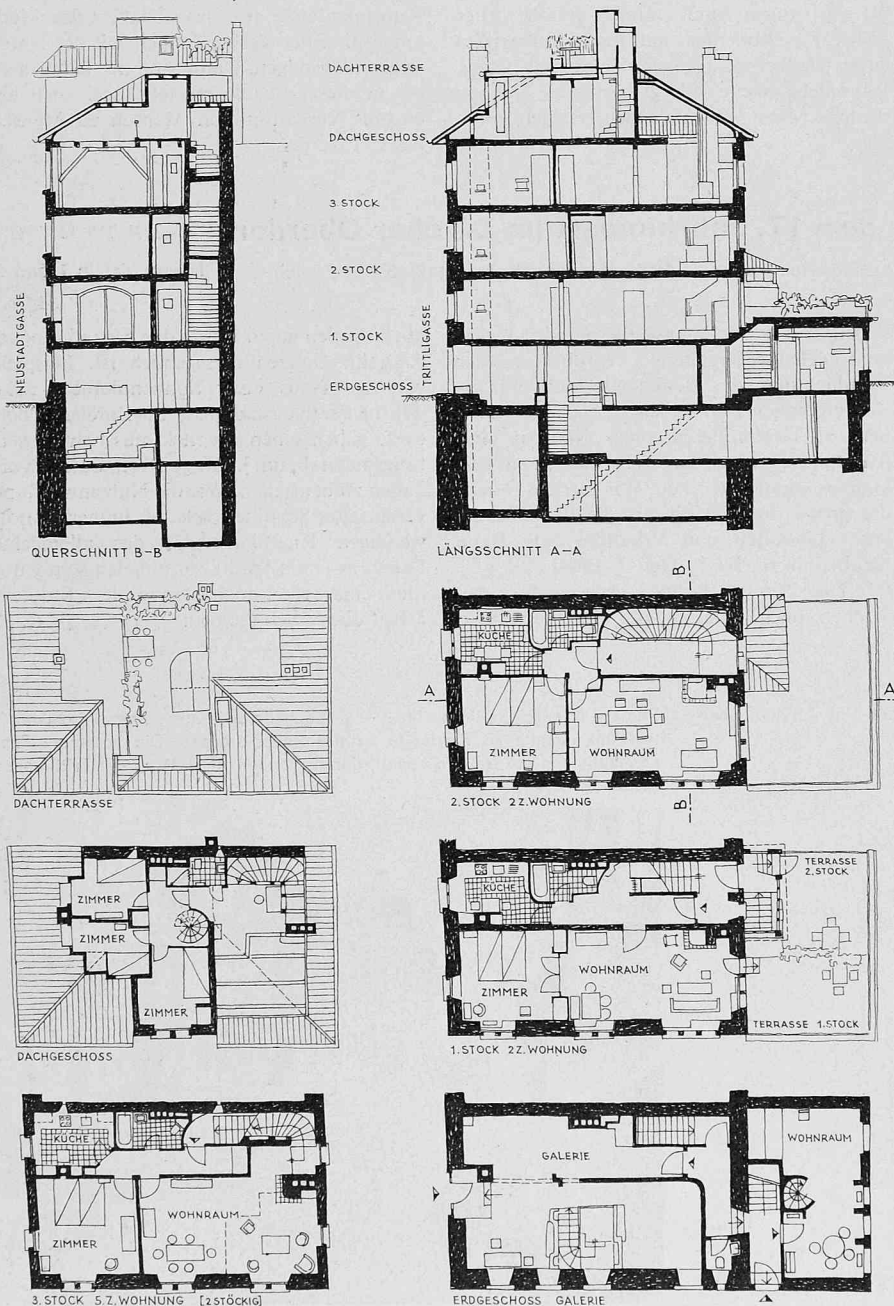 DACHTERRASSE
DACHGESCHOSS
3. STOCK
2. STOCK
1. STOCK
ERDGESCHOSS
NEUSTADTGASSE
TRITTLIGASSE
QUERSCHNITT B-B
LÄNGSSCHNITT A-A
DACHTERRASSE
B
KÜCHE
A
A
ZIMMER
WOHNRAUM
2. STOCK 2 Z. WOHNUNG
B
ZIMMER
ZIMMER
ZIMMER
DACHGESCHOSS
KÜCHE
TERRASSE
2. STOCK
ZIMMER
WOHNRAUM
TERRASSE 1. STOCK
1. STOCK 2 Z. WOHNUNG
KÜCHE
ZIMMER
WOHNRAUM
3. STOCK 5 Z. WOHNUNG [2 STÖCKIG]
GALERIE
WOHNRAUM
ERDGESCHOSS GALERIE